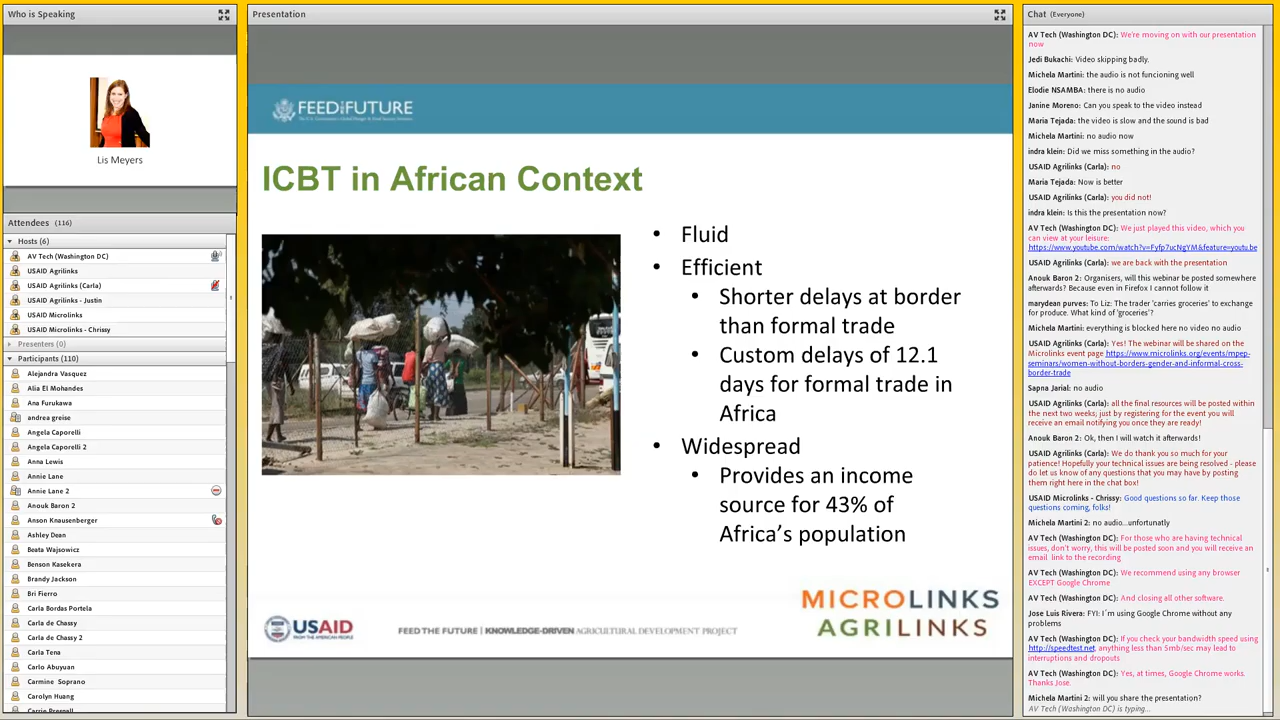 Who is Speaking
Lis Meyers
Attendees (116)
Hosts (6)
AV Tech (Washington DC)
USAID Agrilinks
USAID Agrilinks (Carla)
USAID Agrilinks - Justin
USAID Microlinks
USAID Microlinks - Chrissy
Presenters (0)
Participants (110)
Alejandra Vasquez
Alia El Mohandes
Ana Furukawa
andrea greise
Angela Caporelli
Angela Caporelli 2
Anna Lewis
Annie Lane
Annie Lane 2
Anouk Baron 2
Anson Knausenberger
Ashley Dean
Beata Wajsowicz
Benson Kasekera
Brandy Jackson
Bri Fierro
Carla Bordas Portela
Carla de Chassy
Carla de Chassy 2
Carla Tena
Carlo Abuyuan
Carmine Soprano
Carolyn Huang
Presentation
FEED THE FUTURE
ICBT in African Context
• Fluid
• Efficient
• Shorter delays at border
than formal trade
• Custom delays of 12.1
days for formal trade in
Africa
• Widespread
• Provides an income
source for 43% of
Africa's population
USAID
FROM THE AMERICAN PEOPLE
FEED THE FUTURE | KNOWLEDGE-DRIVEN AGRICULTURAL DEVELOPMENT PROJECT
MICROLINKS
AGRILINKS
Chat (Everyone)
AV Tech (Washington DC): We're moving on with our presentation
now
Jedi Bukachi: Video skipping badly.
Michela Martini: the audio is not funcioning well
Elodie NSAMBA: there is no audio
Janine Moreno: Can you speak to the video instead
Maria Tejada: the video is slow and the sound is bad
Michela Martini: no audio now
indra klein: Did we miss something in the audio?
USAID Agrilinks (Carla): no
Maria Tejada: Now is better
USAID Agrilinks (Carla): you did not!
indra klein: Is this the presentation now?
AV Tech (Washington DC): We just played this video, which you
can view at your leisure:
https://www.youtube.com/watch?v=Fyfp7ucNgYM&feature=youtu.be
USAID Agrilinks (Carla): we are back with the presentation
Anouk Baron 2: Organisers, will this webinar be posted somewhere
afterwards? Because even in Firefox I cannot follow it
marydean purves: To Liz: The trader 'carries groceries' to exchange
for produce. What kind of 'groceries'?
Michela Martini: everything is blocked here no video no audio
USAID Agrilinks (Carla): Yes! The webinar will be shared on the
Microlinks event page https://www.microlinks.org/events/mpep-
seminars/women-without-borders-gender-and-informal-cross-
border-trade
Sapna Jarial: no audio
USAID Agrilinks (Carla): all the final resources will be posted within
the next two weeks; just by registering for the event you will
receive an email notifying you once they are ready!
Anouk Baron 2: Ok, then I will watch it afterwards!
USAID Agrilinks (Carla): We do thank you so much for your
patience! Hopefully your technical issues are being resolved - please
do let us know of any questions that you may have by posting
them right here in the chat box!
USAID Microlinks - Chrissy: Good questions so far. Keep those
questions coming, folks!
Michela Martini 2: no audio...unfortunatly
AV Tech (Washington DC): For those who are having technical
issues, don't worry, this will be posted soon and you will receive an
email link to the recording
AV Tech (Washington DC): We recommend using any browser
EXCEPT Google Chrome
AV Tech (Washington DC): And closing all other software.
Jose Luis Rivera: FYI: I´m using Google Chrome without any
problems
AV Tech (Washington DC): If you check your bandwidth speed using
http://speedtest.net, anything less than 5mb/sec may lead to
interruptions and dropouts
AV Tech (Washington DC): Yes, at times, Google Chrome works.
Thanks Jose.
Michela Martini 2: will you share the presentation?
AV Tech (Washington DC) is typing...